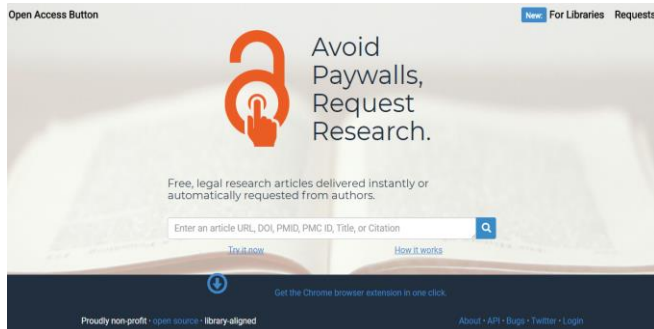 Open Access Button
New: For Libraries Requests
Avoid
Paywalls,
Request
Research.
Free, legal research articles delivered instantly or
automatically requested from authors.
Enter an article URL, DOI, PMID, PMC ID, Title, or Citation
Try it now How it works
Get the Chrome browser extension in one click.
Proudly non-profit · open source · library-aligned
About · API · Bugs · Twitter · Login